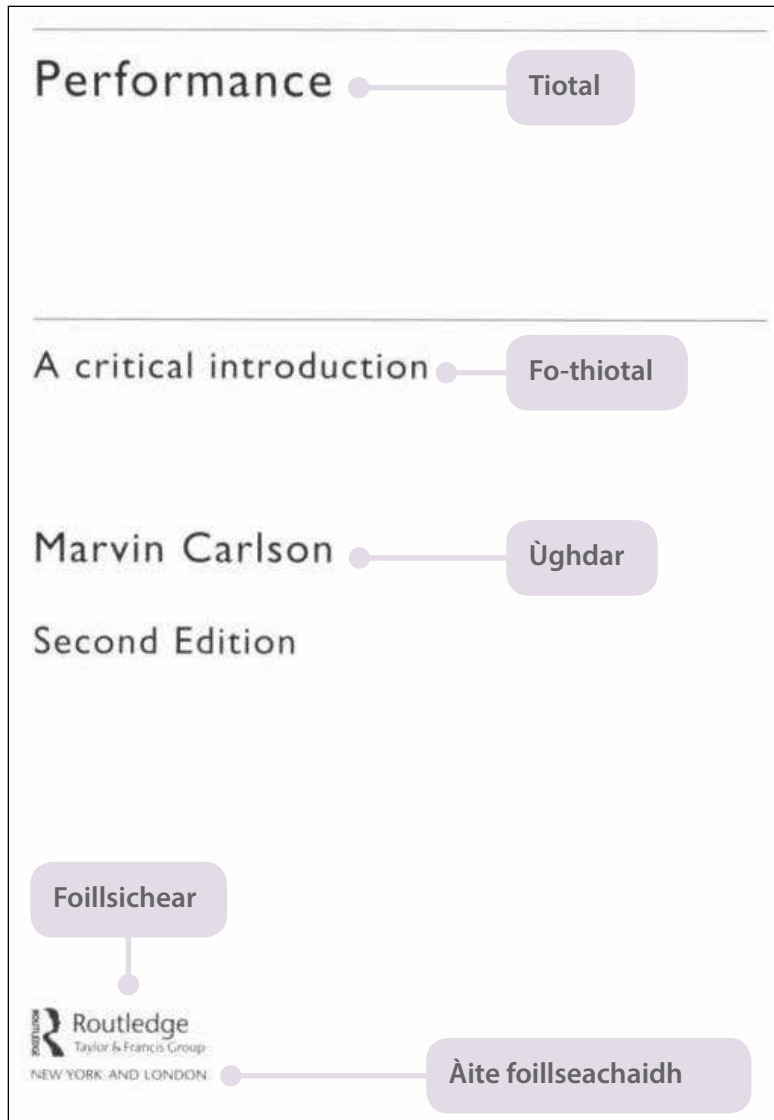 Performance
Tiotal
A critical introduction
Fo-thiotal
Marvin Carlson
Ùghdar
Second Edition
Foillsichear
ROUTLEDGE
Routledge
Taylor & Francis Group
NEW YORK AND LONDON
Àite foillseachaidh